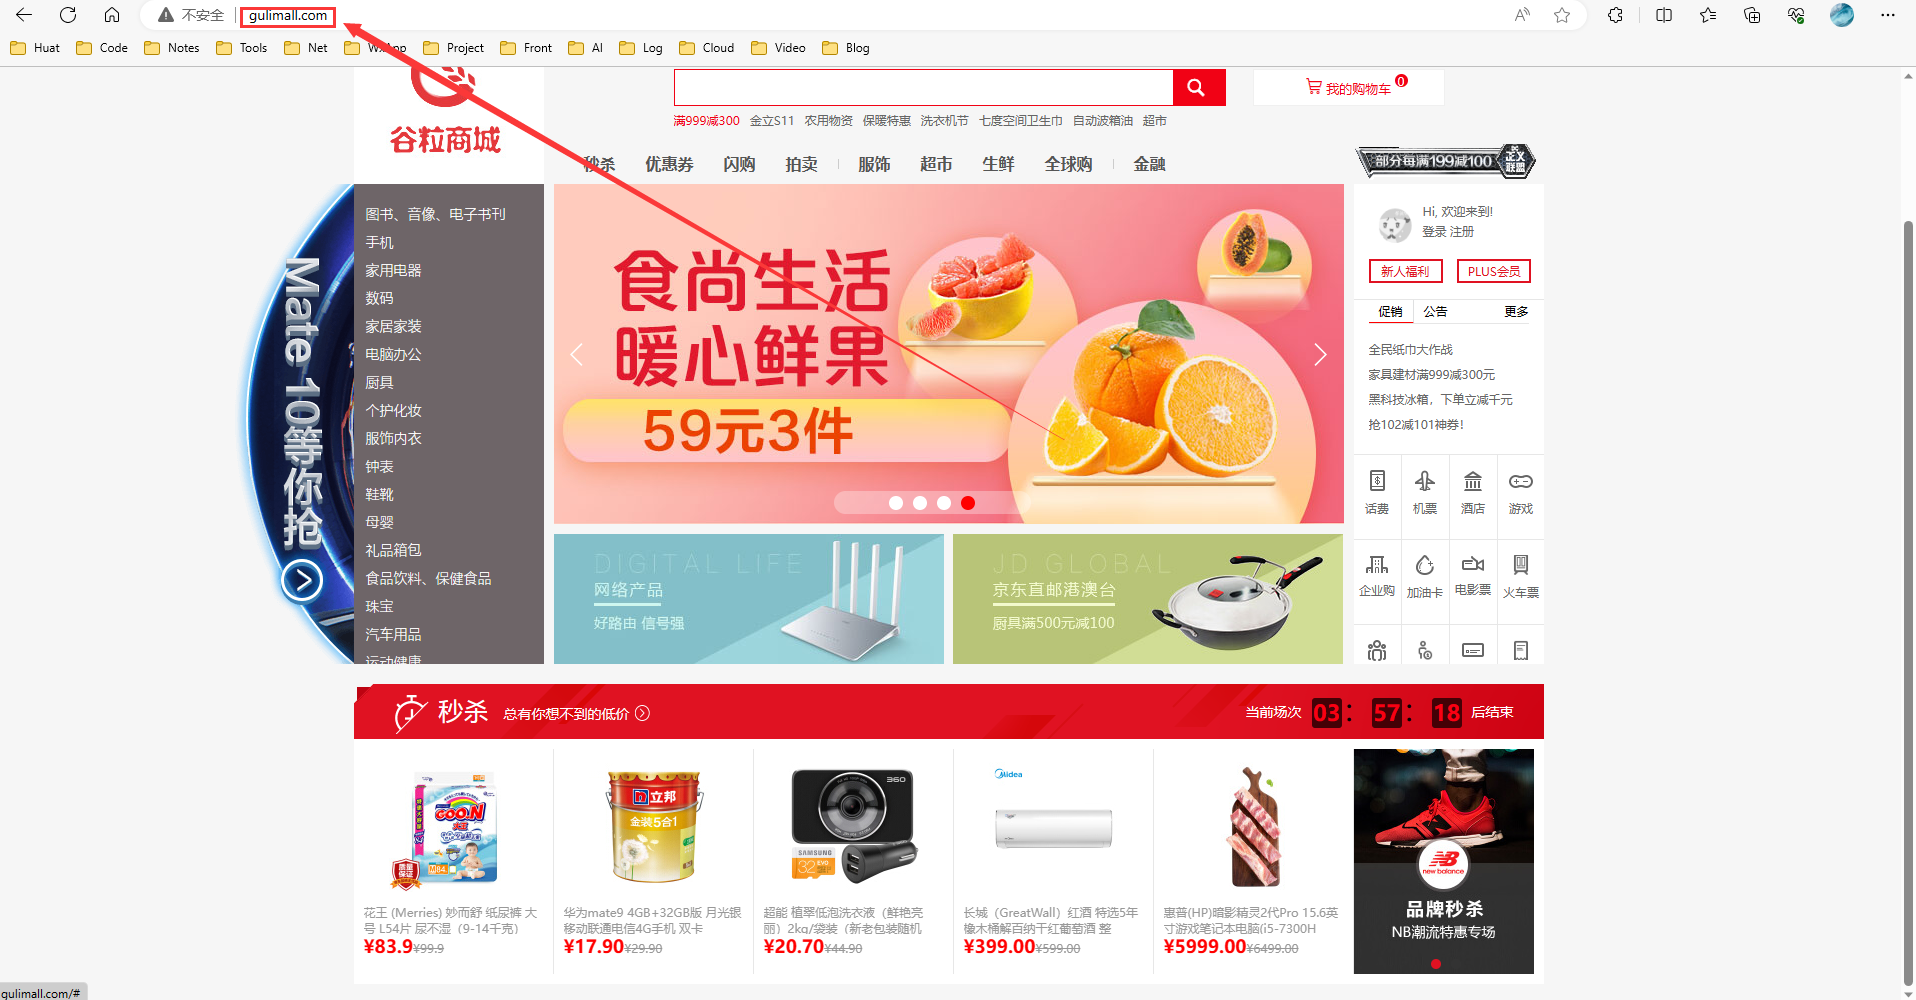 不安全 gulimall.com
Huat Code Notes Tools Net WxApp Project Front AI Log Cloud Video Blog
谷粒商城
我的购物车 0
满999减300 金立S11 农用物资 保暖特惠 洗衣机节 七度空间卫生巾 自动波箱油 超市
秒杀 优惠券 闪购 拍卖 服饰 超市 生鲜 全球购 金融
部分每满199减100 正义联盟
Mate 10等你抢
图书、音像、电子书刊
手机
家用电器
数码
家居家装
电脑办公
厨具
个护化妆
服饰内衣
钟表
鞋靴
母婴
礼品箱包
食品饮料、保健食品
珠宝
汽车用品
运动健康
食尚生活
暖心鲜果
59元3件
DIGITAL LIFE
网络产品
好路由 信号强
JD GLOBAL
京东直邮港澳台
厨具满500元减100
Hi, 欢迎来到!
登录 注册
新人福利 PLUS会员
促销 公告 更多
全民纸巾大作战
家具建材满999减300元
黑科技冰箱，下单立减千元
抢102减101神券！
话费 机票 酒店 游戏
企业购 加油卡 电影票 火车票
秒杀 总有你想不到的低价 当前场次 03 : 57 : 18 后结束
GOO.N
立邦
金装5合1
360
SAMSUNG
32 EVO
Midea
花王 (Merries) 妙而舒 纸尿裤 大
号 L54片 尿不湿（9-14千克）
¥83.9 ¥99.9
华为mate9 4GB+32GB版 月光银
移动联通电信4G手机 双卡
¥17.90 ¥29.90
超能 植翠低泡洗衣液（鲜艳亮
丽）2kg/袋装（新老包装随机
¥20.70 ¥44.90
长城（GreatWall）红酒 特选5年
橡木桶解百纳干红葡萄酒 整
¥399.00 ¥599.00
惠普(HP)暗影精灵2代Pro 15.6英
寸游戏笔记本电脑(i5-7300H
¥5999.00 ¥6499.00
new balance
品牌秒杀
NB潮流特惠专场
gulimall.com/#